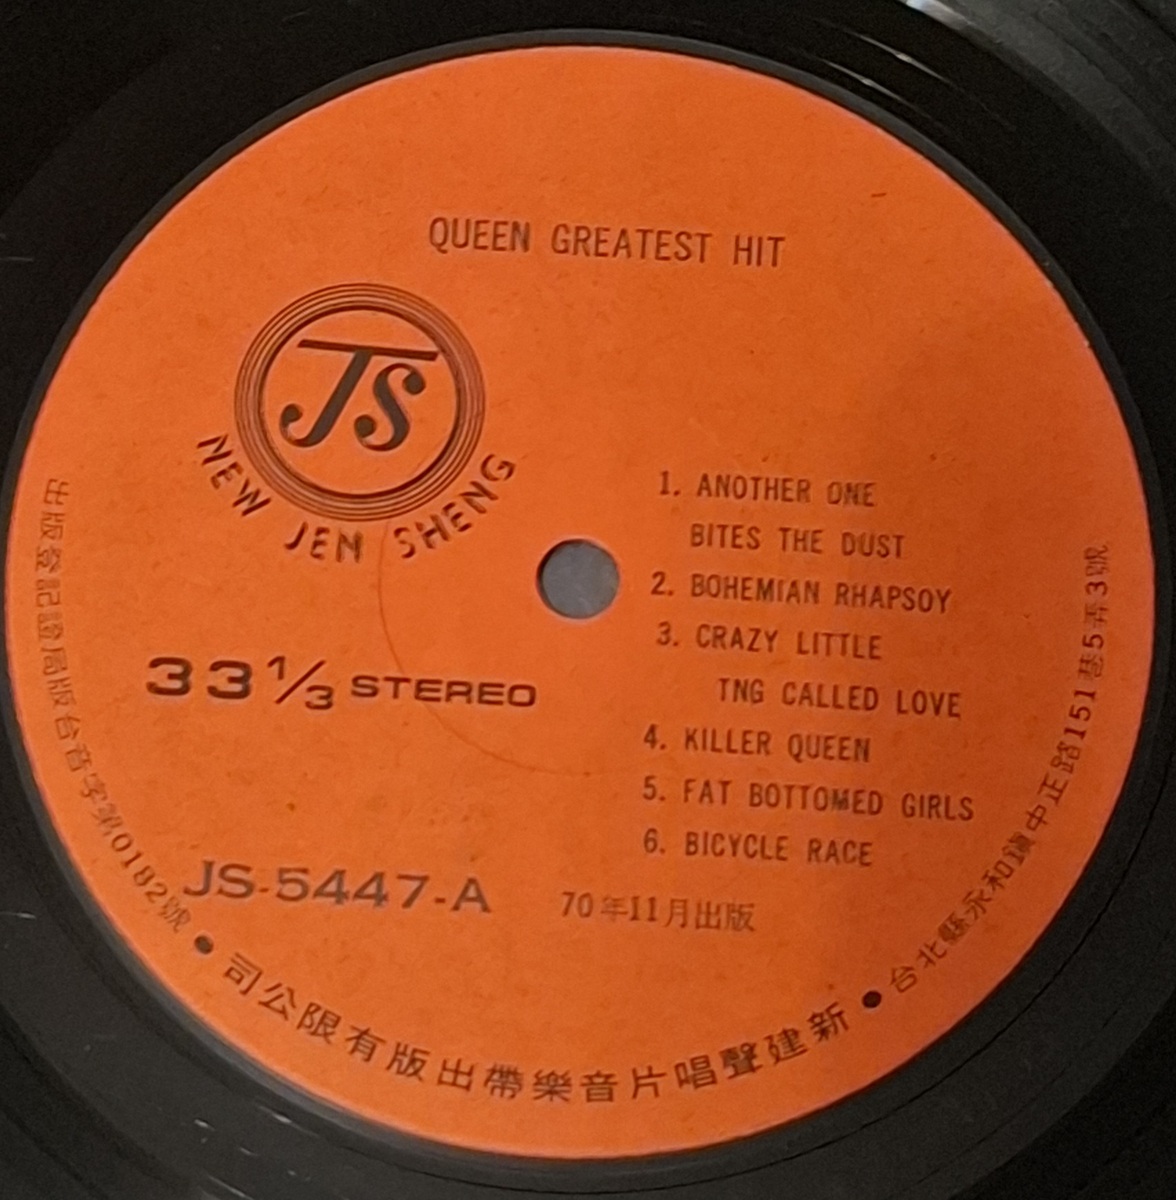 QUEEN GREATEST HIT
JS
NEW JEN SHENG
33 1/3 STEREO
1. ANOTHER ONE
BITES THE DUST
2. BOHEMIAN RHAPSOY
3. CRAZY LITTLE
TNG CALLED LOVE
4. KILLER QUEEN
5. FAT BOTTOMED GIRLS
6. BICYCLE RACE
JS-5447-A
70年11月出版
出版登記證局版台音字第0182號
新建聲唱片音樂帶出版有限公司
台北縣永和鎮中正路151巷5弄3號